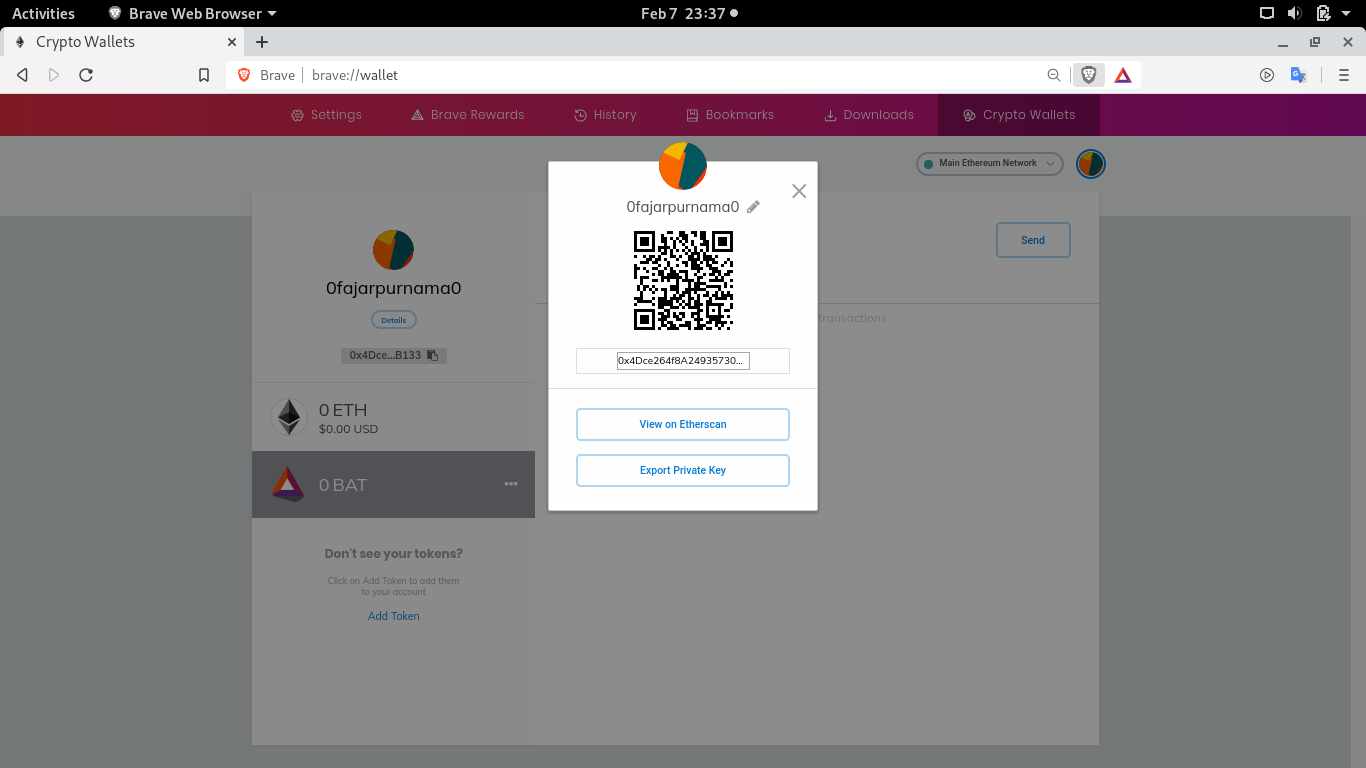 Activities
Brave Web Browser
Feb 7 23:37
Crypto Wallets
Brave
brave://wallet
Settings
Brave Rewards
History
Bookmarks
Downloads
Crypto Wallets
Main Ethereum Network
0fajarpurnama0
Details
0x4Dce...B133
0 ETH
$0.00 USD
0 BAT
Don't see your tokens?
Click on Add Token to add them
to your account
Add Token
0fajarpurnama0
0x4Dce264f8A24935730...
View on Etherscan
Export Private Key
Send
transactions